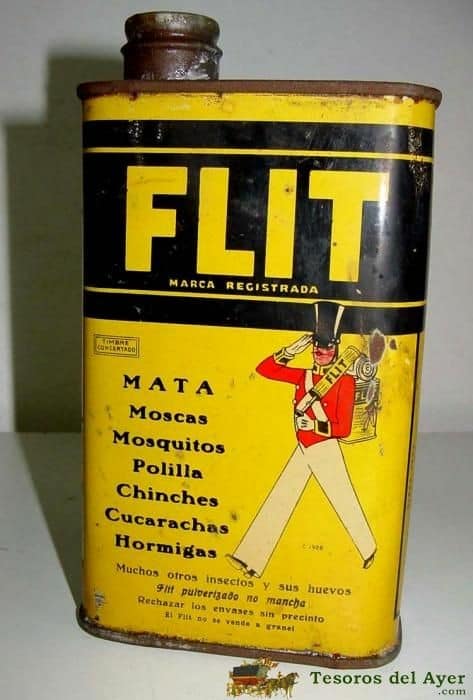 FLIT
MARCA REGISTRADA
TIMBRE
CONCERTADO
MATA
Moscas
Mosquitos
Polilla
Chinches
Cucarachas
Hormigas
FLIT
Muchos otros insectos y sus huevos
Flit pulverizado no mancha
Rechazar los envases sin precinto
El Flit no se vende a granel
Tesoros del Ayer
.com